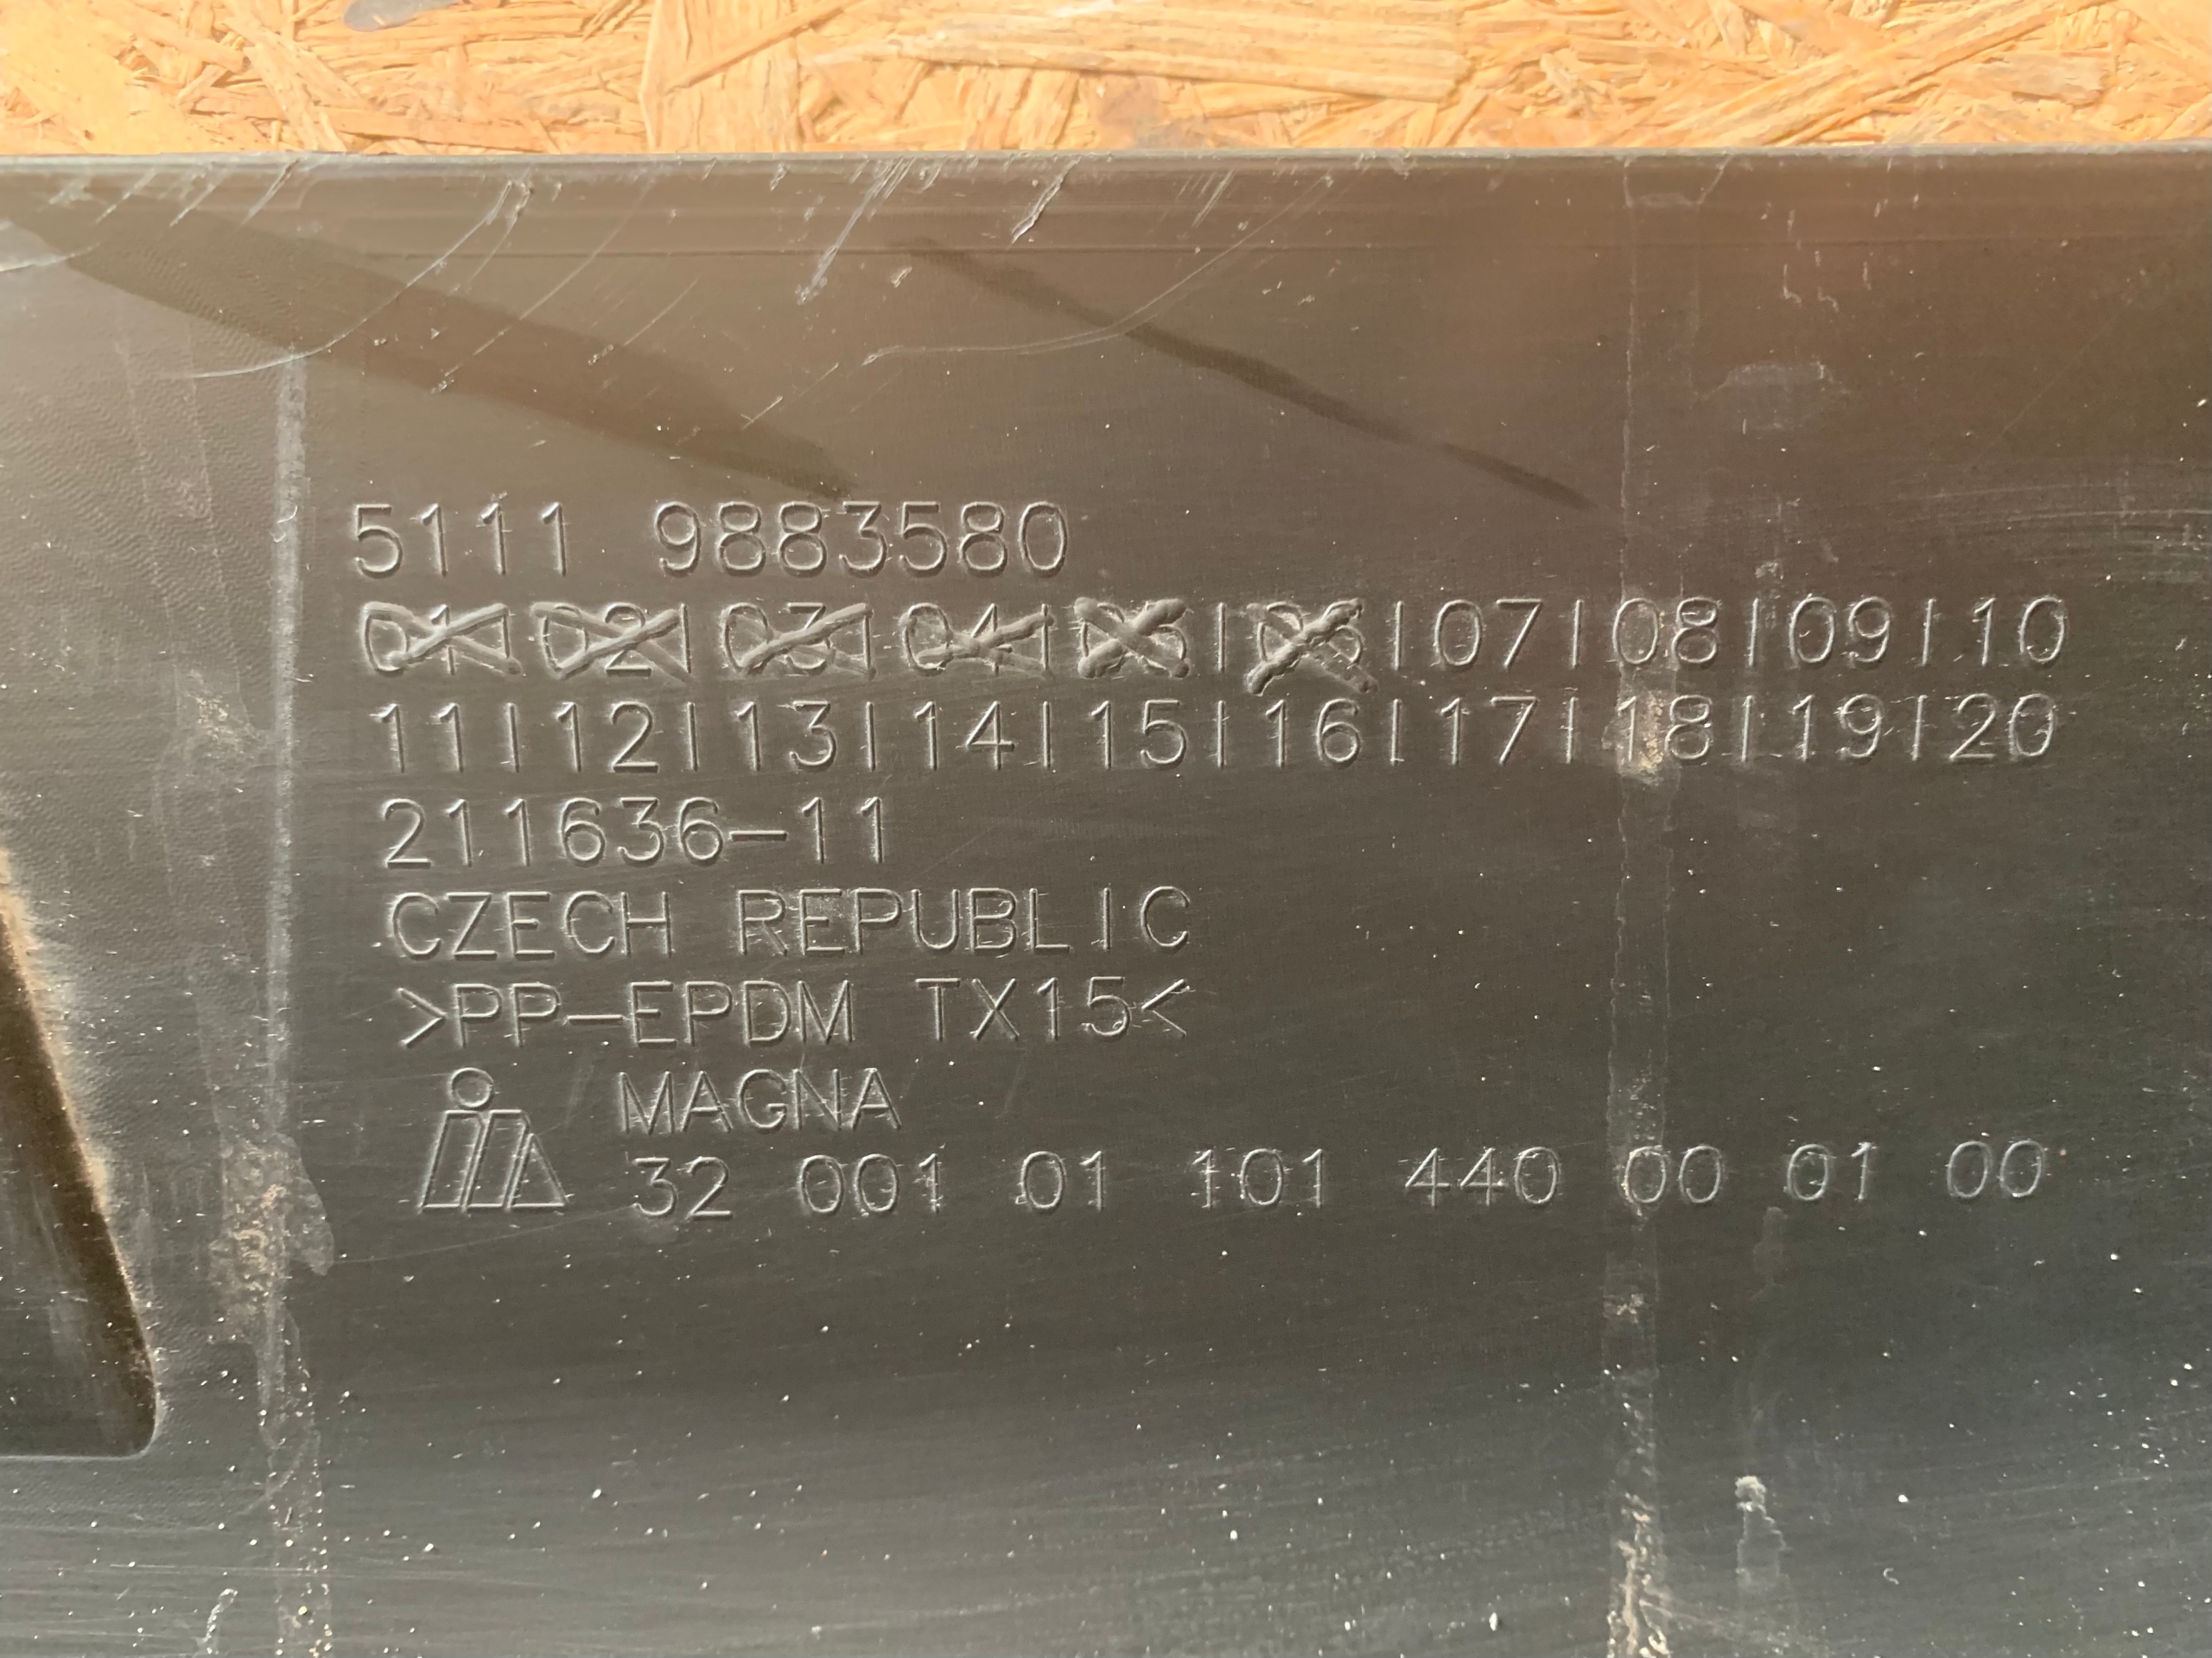 5111 9883580
01|02|03|04|05|06|07|08|09|10
11|12|13|14|15|16|17|18|19|20
211636-11
CZECH REPUBLIC
>PP-EPDM TX15<
MAGNA
32 001 01 101 440 00 01 00